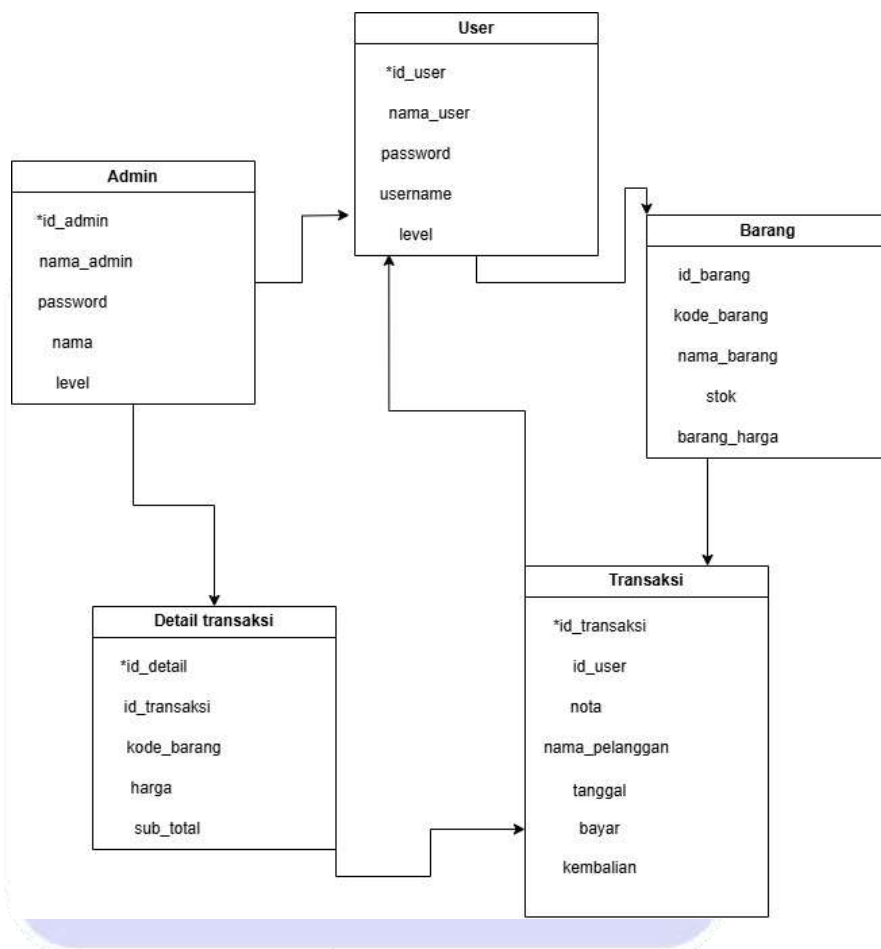 User
*id_user
nama_user
password
username
level
Admin
*id_admin
nama_admin
password
nama
level
Barang
id_barang
kode_barang
nama_barang
stok
barang_harga
Detail transaksi
*id_detail
id_transaksi
kode_barang
harga
sub_total
Transaksi
*id_transaksi
id_user
nota
nama_pelanggan
tanggal
bayar
kembalian